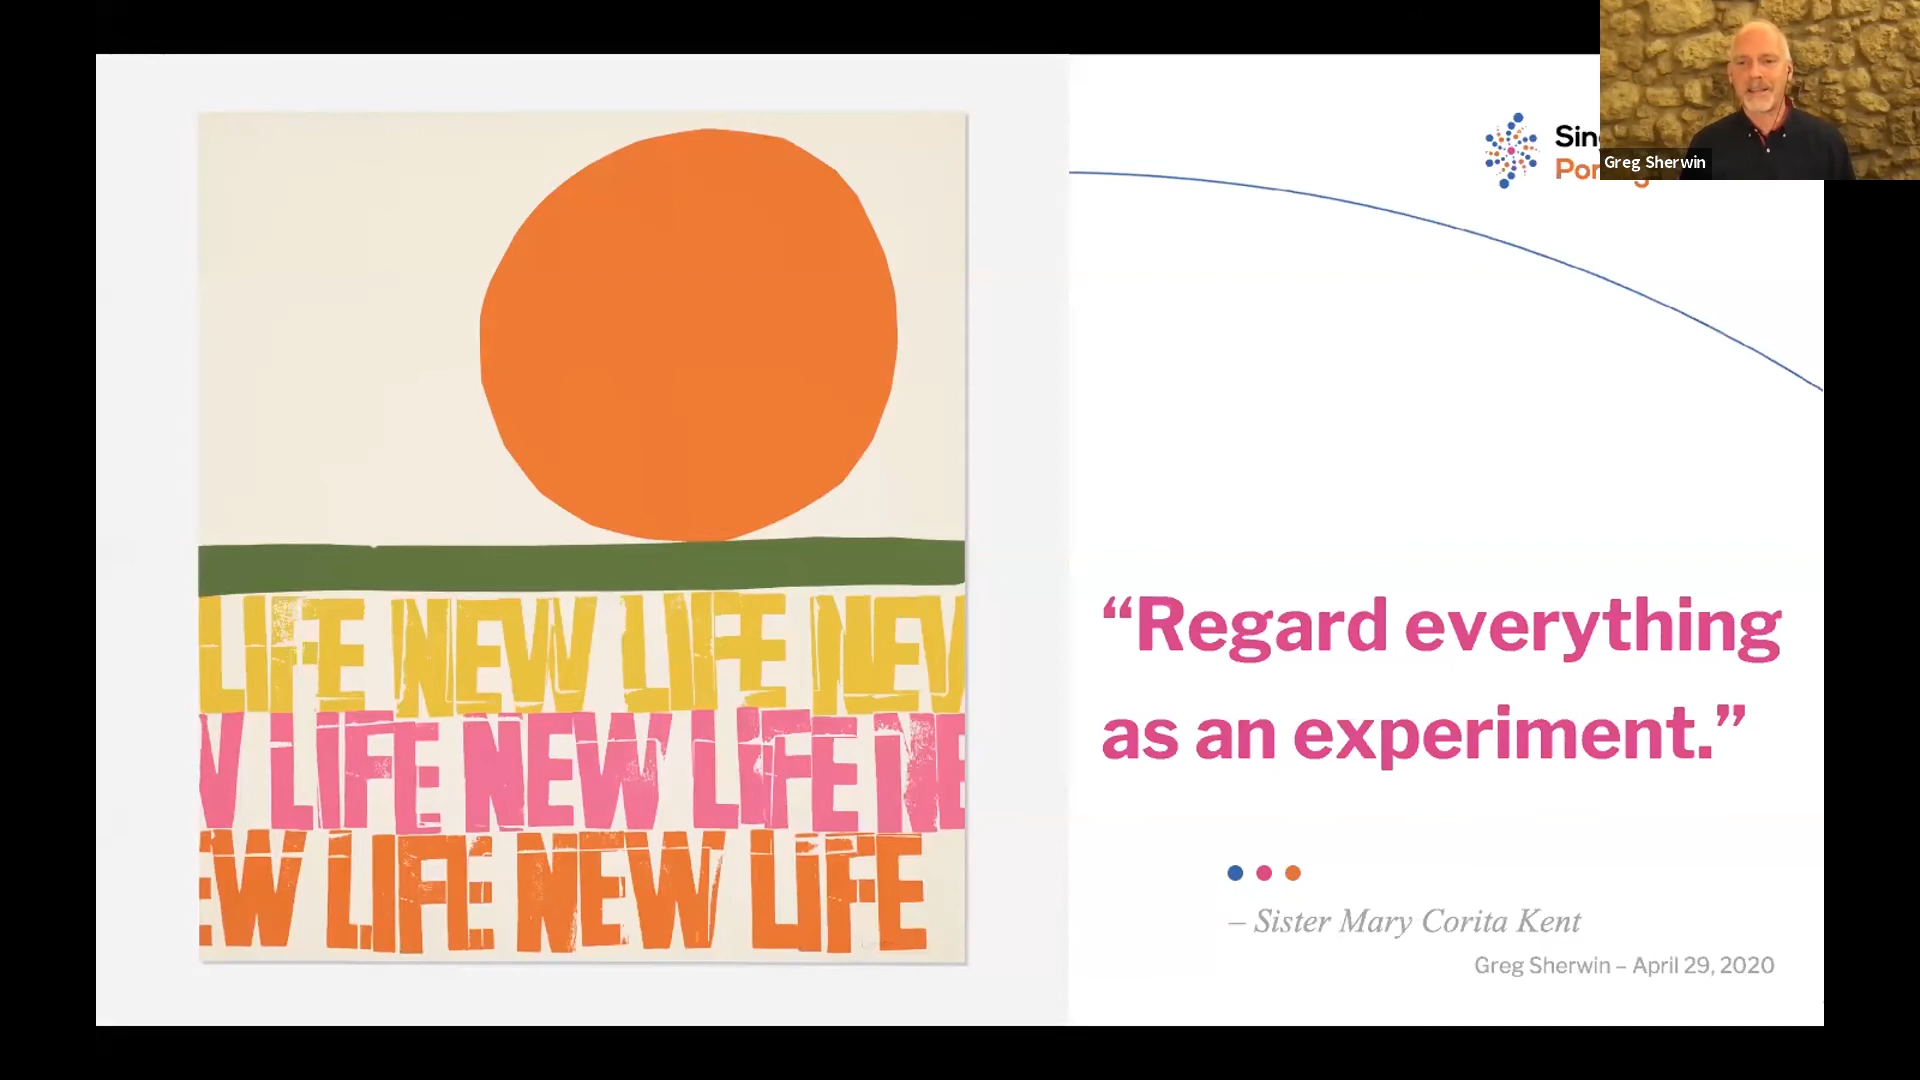 Greg Sherwin
LIFE NEW LIFE NEW
LIFE NEW LIFE
LIFE NEW LIFE
“Regard everything
as an experiment.”
– Sister Mary Corita Kent
Greg Sherwin – April 29, 2020